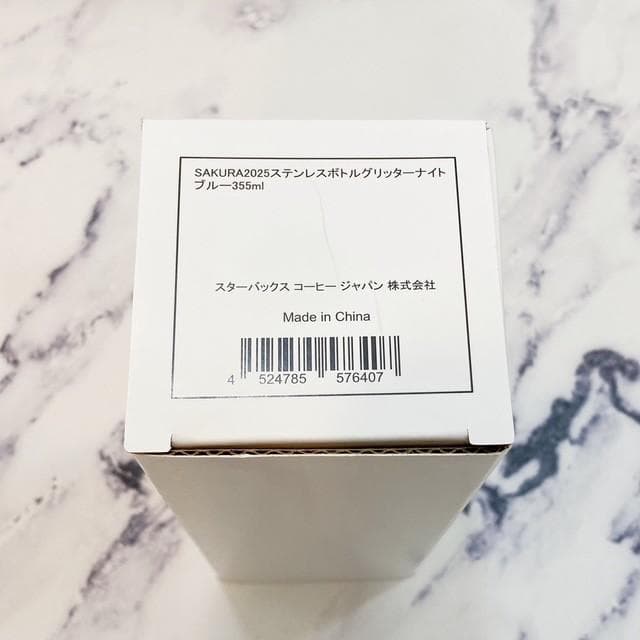 SAKURA2025ステンレスボトルグリッターナイト
ブルー355ml
スターバックス コーヒー ジャパン 株式会社
Made in China
4 524785 576407